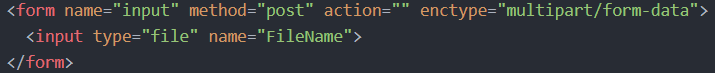 <form name="input" method="post" action="" enctype="multipart/form-data">
  <input type="file" name="FileName">
</form>